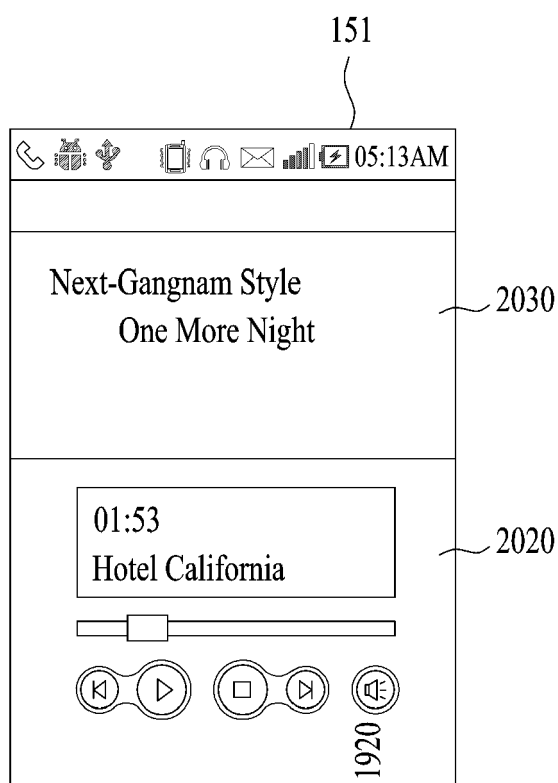 151
05:13AM
Next-Gangnam Style
One More Night
2030
01:53
Hotel California
2020
1920